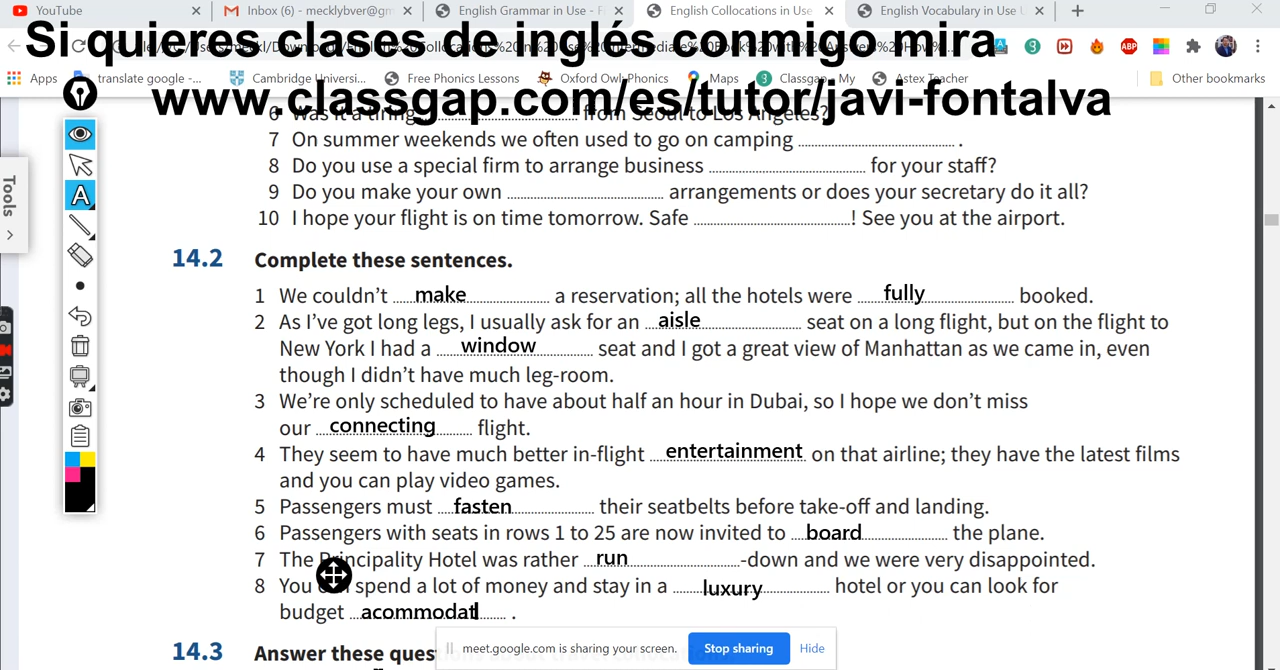 YouTube
Inbox (6) - mecklybver@gm
English Grammar in Use - Fi
English Collocations in Use
English Vocabulary in Use U
Si quieres clases de inglés conmigo mira
Apps
translate google -...
Cambridge Universi...
Free Phonics Lessons
Oxford Owl-Phonics
Maps
Classgap - My
Astex Teacher
Other bookmarks
www.classgap.com/es/tutor/javi-fontalva
6 Was it a tiring from Seoul to Los Angeles?
7 On summer weekends we often used to go on camping .
8 Do you use a special firm to arrange business for your staff?
9 Do you make your own arrangements or does your secretary do it all?
10 I hope your flight is on time tomorrow. Safe ! See you at the airport.
Tools
14.2 Complete these sentences.
1 We couldn't make a reservation; all the hotels were fully booked.
2 As I've got long legs, I usually ask for an aisle seat on a long flight, but on the flight to
New York I had a window seat and I got a great view of Manhattan as we came in, even
though I didn't have much leg-room.
3 We're only scheduled to have about half an hour in Dubai, so I hope we don't miss
our connecting flight.
4 They seem to have much better in-flight entertainment on that airline; they have the latest films
and you can play video games.
5 Passengers must fasten their seatbelts before take-off and landing.
6 Passengers with seats in rows 1 to 25 are now invited to board the plane.
7 The Principality Hotel was rather run -down and we were very disappointed.
8 You spend a lot of money and stay in a luxury hotel or you can look for
budget acommodat .
meet.google.com is sharing your screen.
Stop sharing
Hide
14.3 Answer these